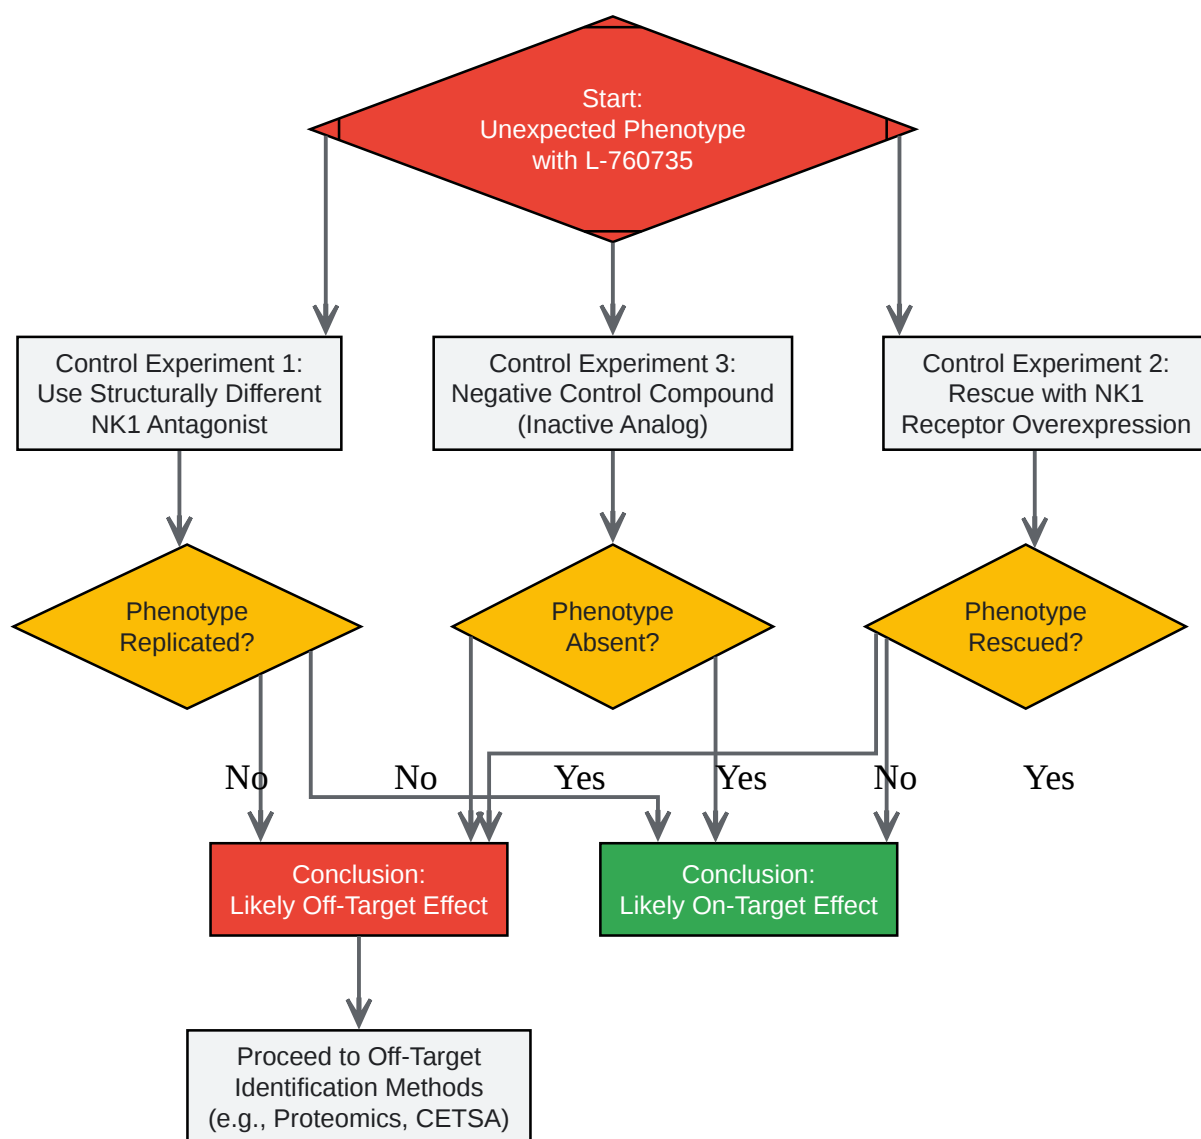 Start:
Unexpected Phenotype
with L-760735
Control Experiment 1:
Use Structurally Different
NK1 Antagonist
Control Experiment 3:
Negative Control Compound
(Inactive Analog)
Control Experiment 2:
Rescue with NK1
Receptor Overexpression
Phenotype
Replicated?
Phenotype
Absent?
Phenotype
Rescued?
No
No
Yes
Yes
No
Yes
Conclusion:
Likely Off-Target Effect
Conclusion:
Likely On-Target Effect
Proceed to Off-Target
Identification Methods
(e.g., Proteomics, CETSA)